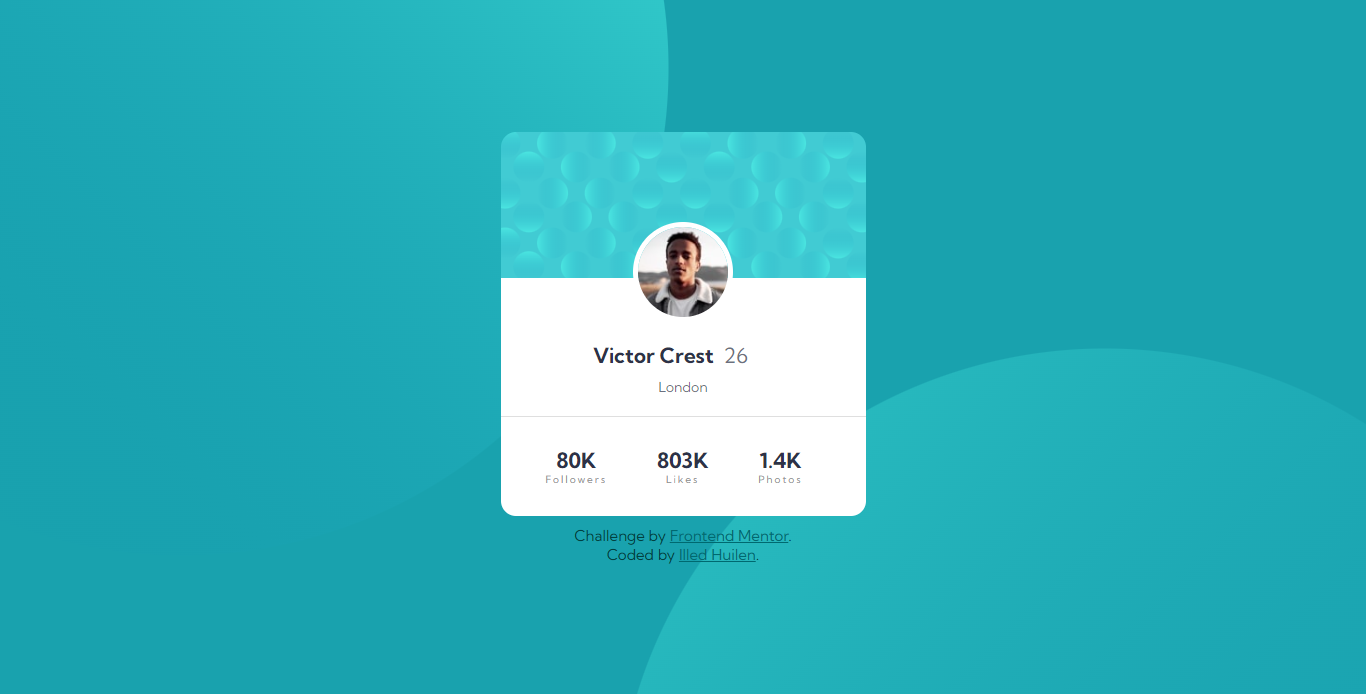 Victor Crest 26
London
80K 803K 1.4K
Followers Likes Photos
Challenge by Frontend Mentor.
Coded by Illed Huilen.